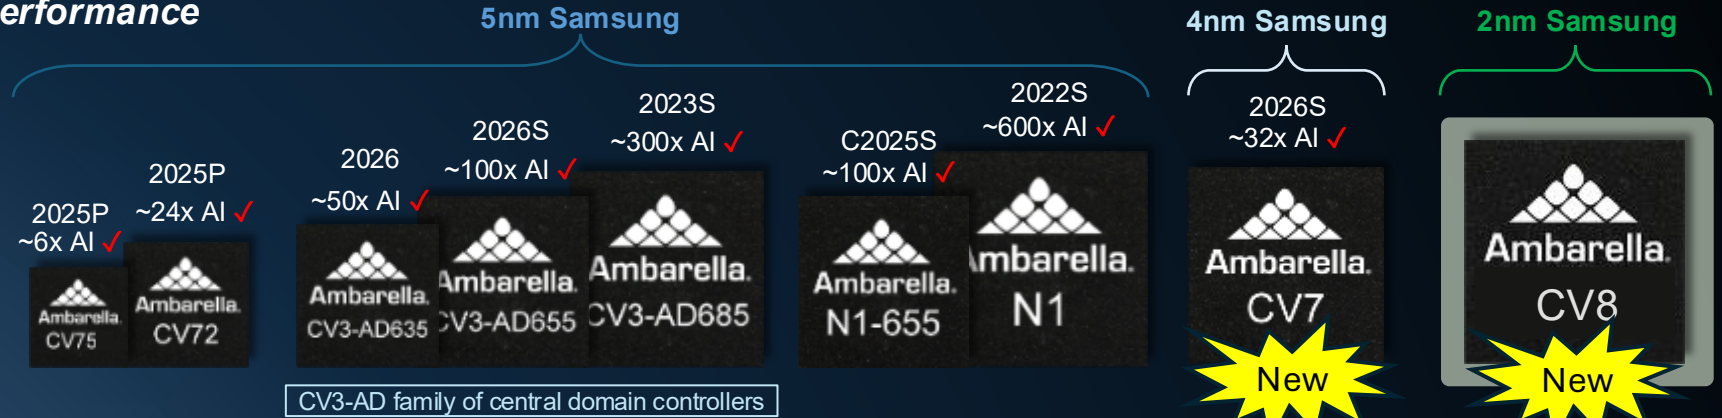 erformance
5nm Samsung
4nm Samsung
2nm Samsung
2025P
~6x AI ✓
Ambarella.
CV75
2025P
~24x AI ✓
Ambarella.
CV72
2026
~50x AI ✓
Ambarella.
CV3-AD635
2026S
~100x AI ✓
Ambarella.
CV3-AD655
2023S
~300x AI ✓
Ambarella.
CV3-AD685
CV3-AD family of central domain controllers
C2025S
~100x AI ✓
Ambarella.
N1-655
2022S
~600x AI ✓
Ambarella.
N1
2026S
~32x AI ✓
Ambarella.
CV7
New
Ambarella.
CV8
New